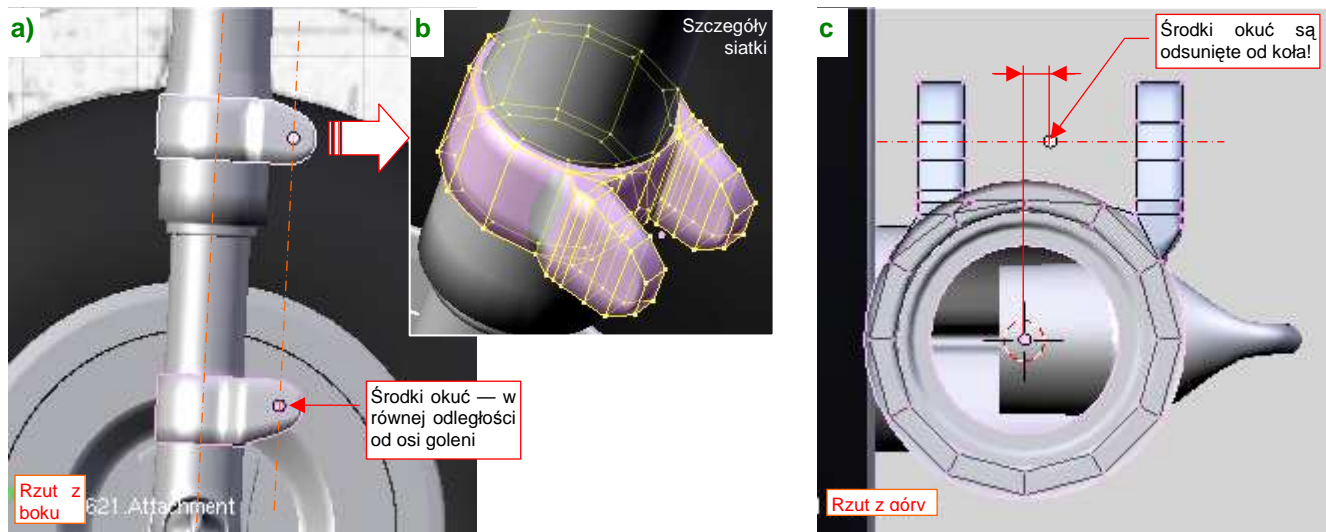 a)
b
Szczegóły
siatki
c
Środki okuć są
odsunięte od koła!
Środki okuć — w
równej odległości
od osi goleni
Rzut z
boku
621.Attachment
Rzut z góry